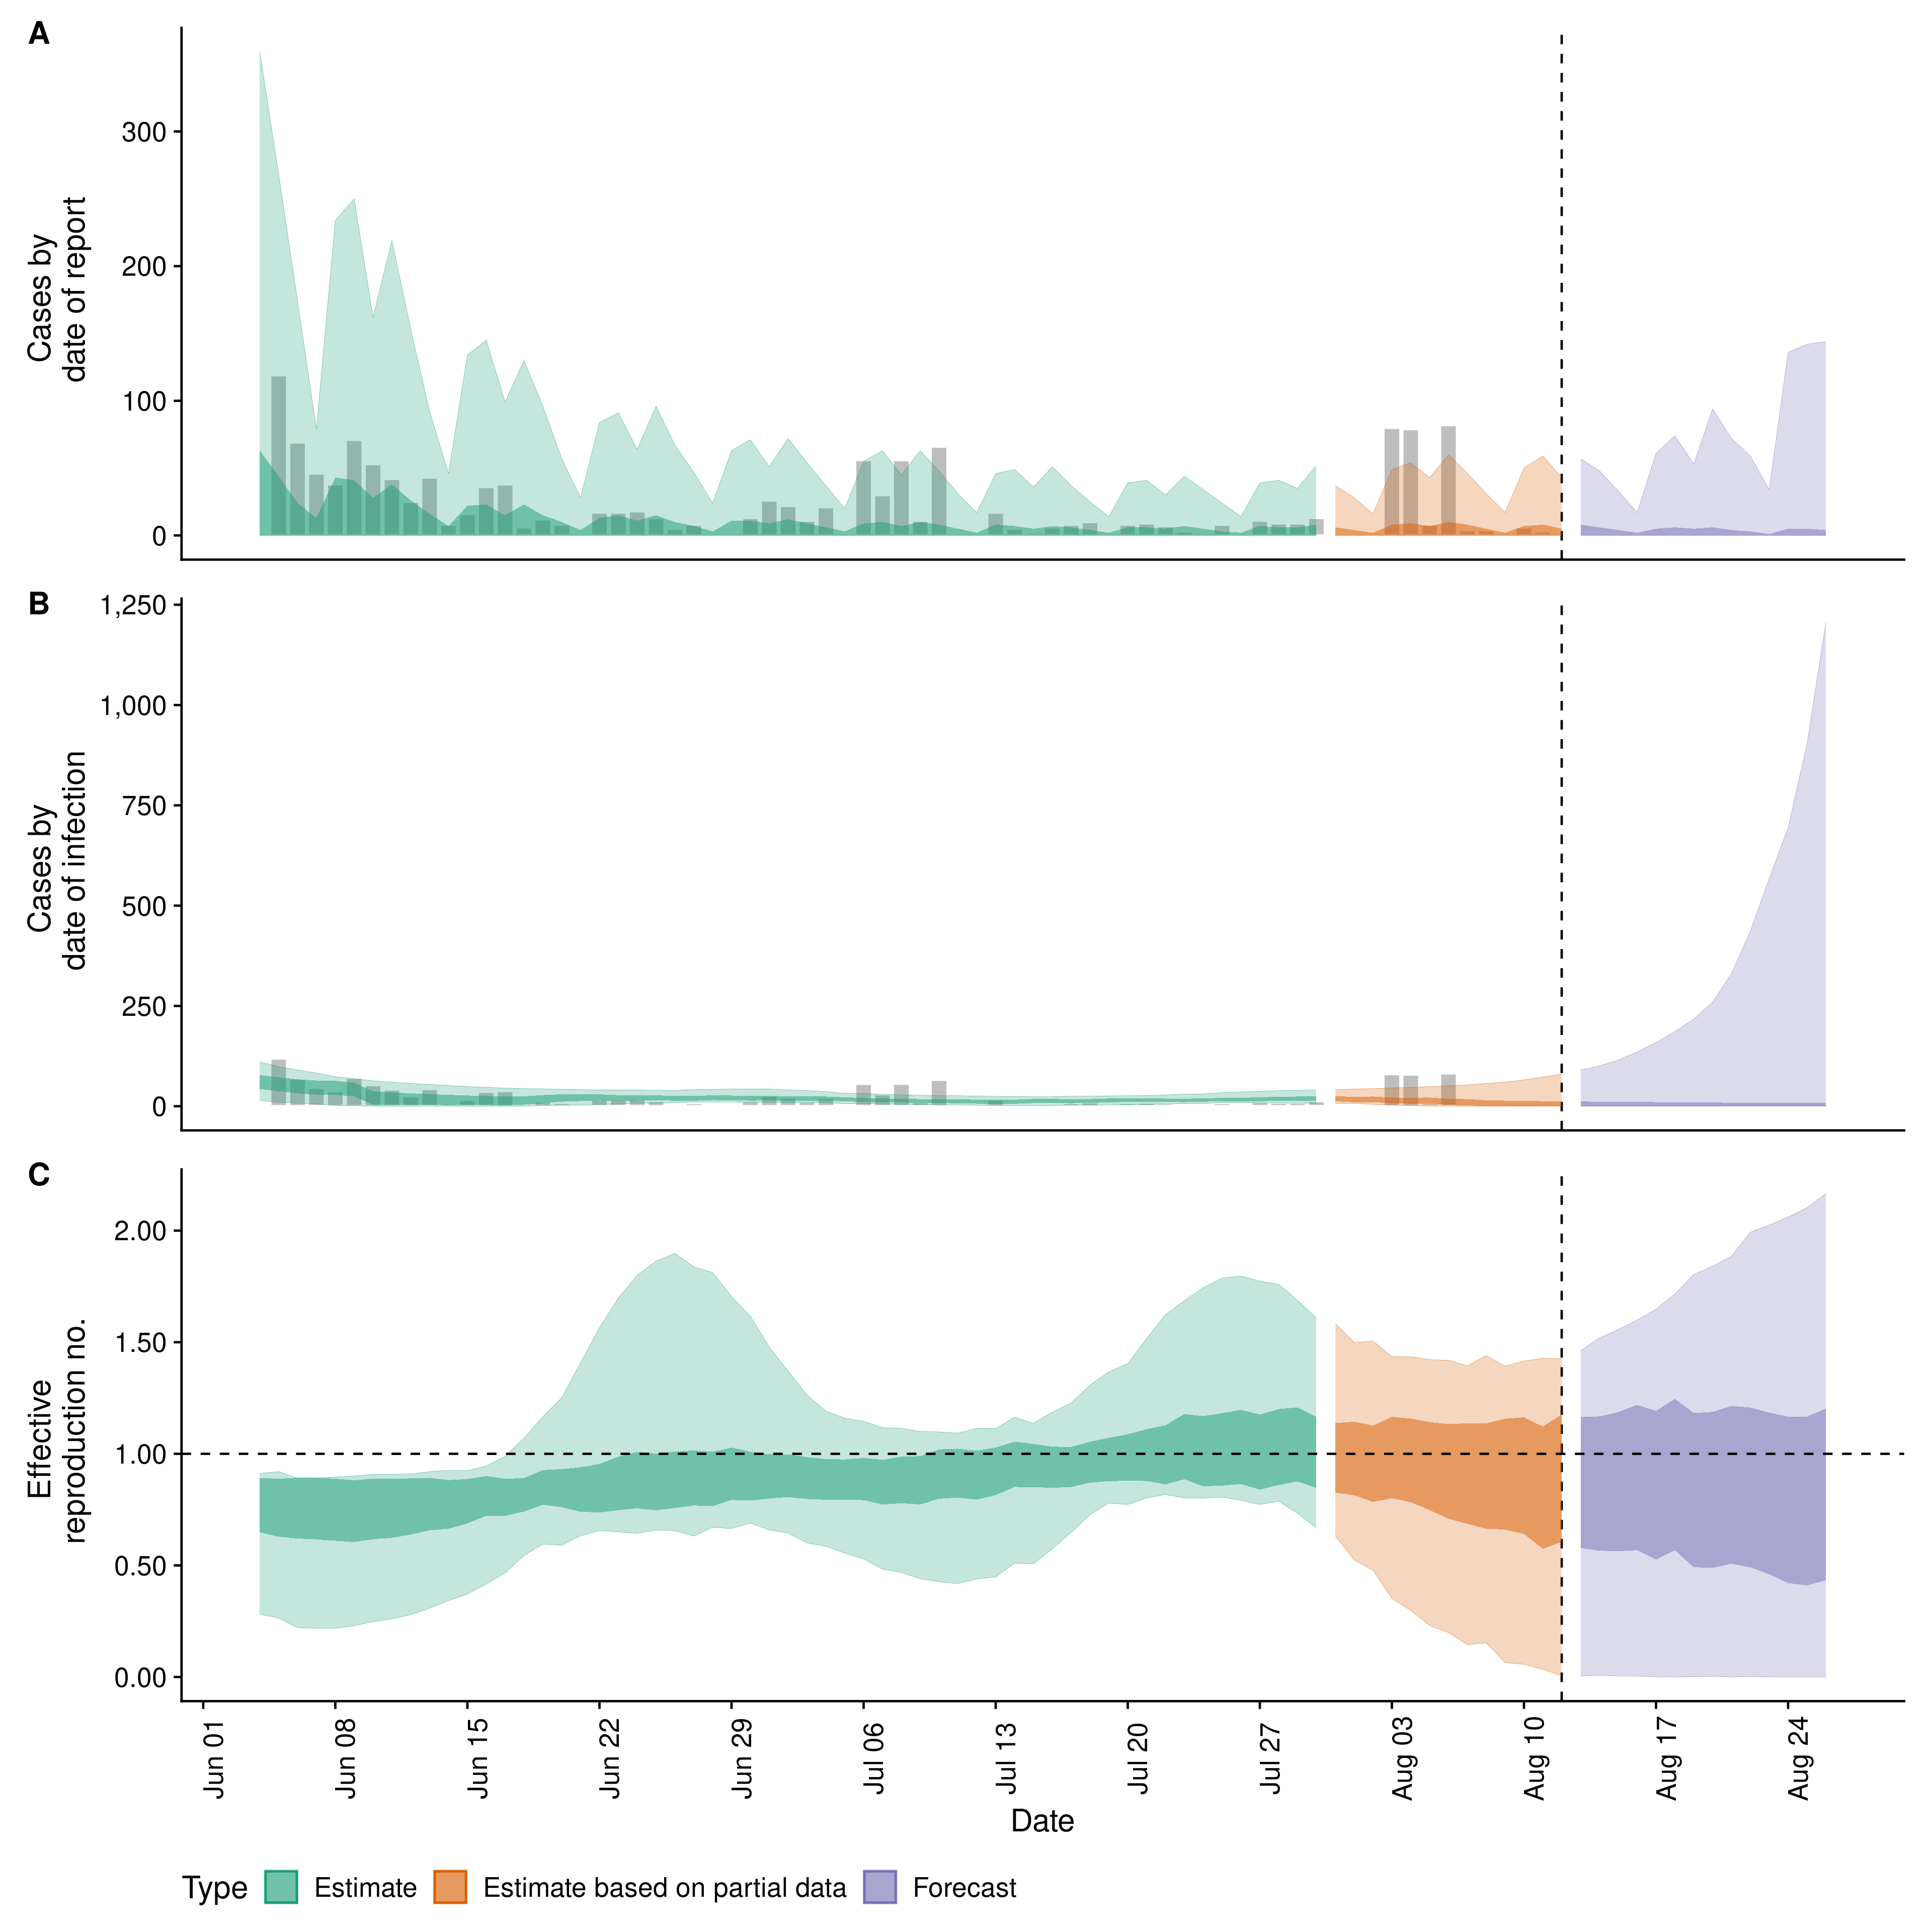 A
Cases by
date of report
300
200
100
0
B
Cases by
date of infection
1,250
1,000
750
500
250
0
C
Effective
reproduction no.
2.00
1.50
1.00
0.50
0.00
Jun 01
Jun 08
Jun 15
Jun 22
Jun 29
Jul 06
Jul 13
Jul 20
Jul 27
Aug 03
Aug 10
Aug 17
Aug 24
Date
Type Estimate Estimate based on partial data Forecast